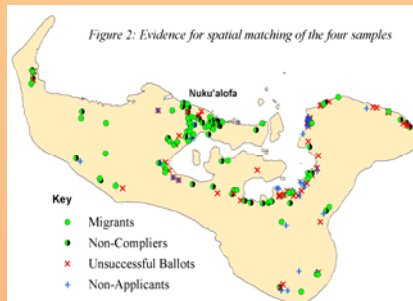 Figure 2: Evidence for spatial matching of the four samples
Nuku'alofa
Key
Migrants
Non-Compliers
Unsuccessful Ballots
Non-Applicants